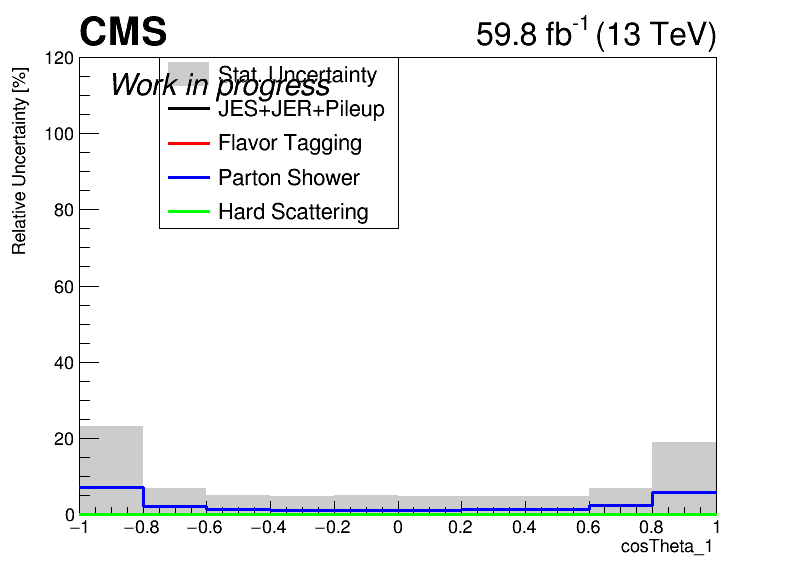 CMS
59.8 fb-1 (13 TeV)
Work in progress
Stat. Uncertainty
JES+JER+Pileup
Flavor Tagging
Parton Shower
Hard Scattering
Relative Uncertainty [%]
120
100
80
60
40
20
0
−1 −0.8 −0.6 −0.4 −0.2 0 0.2 0.4 0.6 0.8 1
cosTheta_1